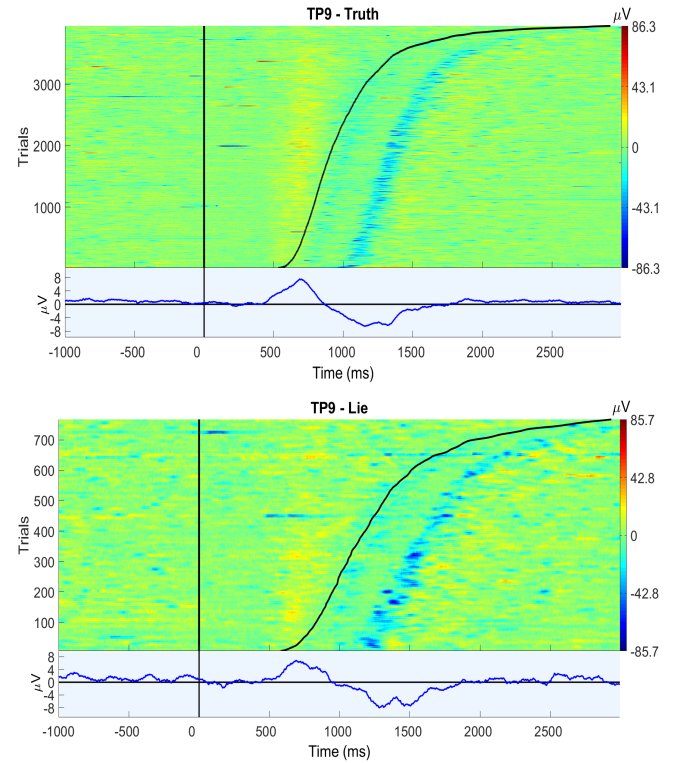 TP9 - Truth
μV
86.3
3000
43.1
Trials
2000
0
1000
-43.1
-86.3
8
4
0
-4
-8
μV
-1000 -500 0 500 1000 1500 2000 2500
Time (ms)
TP9 - Lie
μV
85.7
700
600
42.8
500
Trials
400
0
300
200
-42.8
100
-85.7
8
4
0
-4
-8
μV
-1000 -500 0 500 1000 1500 2000 2500
Time (ms)